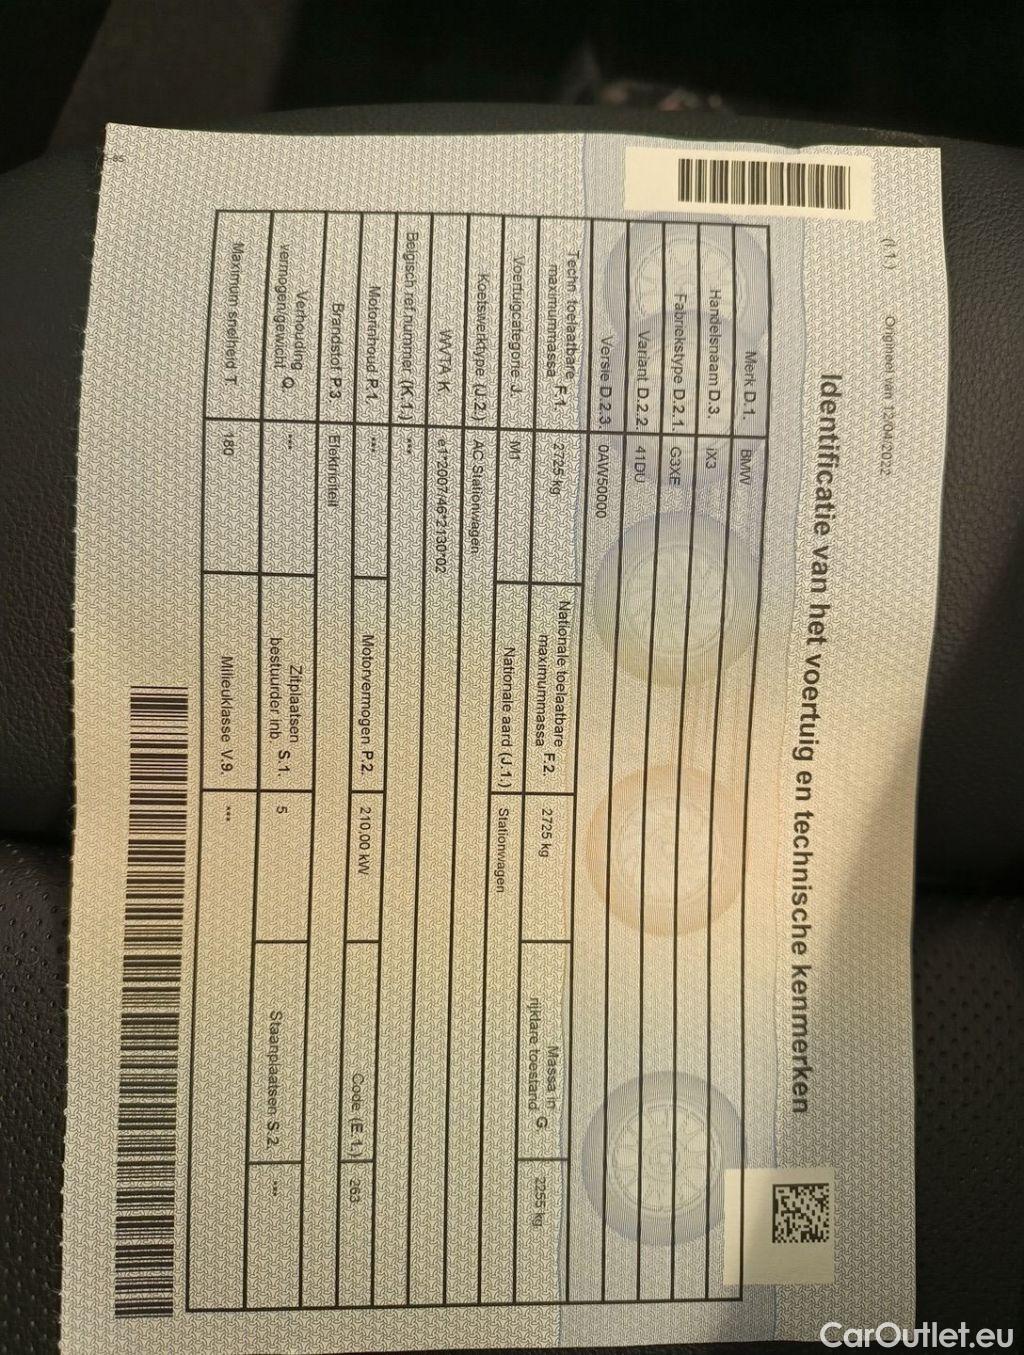 (I.1.) Origineel van 12/04/2022
Identificatie van het voertuig en technische kenmerken
Merk D.1. BMW
Handelsnaam D.3. iX3
Fabriekstype D.2.1. G3XE
Variant D.2.2. 41DU
Versie D.2.3. 0AW50000
Techn. toelaatbare maximummassa F.1. 2725 kg Nationale toelaatbare maximummassa F.2. 2725 kg Massa in rijklare toestand G. 2255 kg
Voertuigcategorie J. M1 Nationale aard (J.1.) Stationwagen
Koetswerktype (J.2.) AC Stationwagen
WVTA K. e1*2007/46*2130*02
Belgisch ref.nummer (K.1.) ***
Motorinhoud P.1. *** Motorvermogen P.2. 210,00 kW Code (E.1.) 263
Brandstof P.3. Elektriciteit
Verhouding vermogen/gewicht Q. *** Zitplaatsen bestuurder inb. S.1. 5 Staanplaatsen S.2. ***
Maximum snelheid T. 180 Milieuklasse V.9. ***
CarOutlet.eu